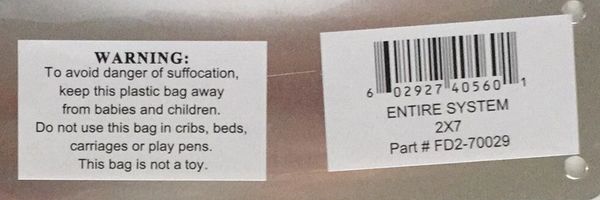 WARNING:
To avoid danger of suffocation,
keep this plastic bag away
from babies and children.
Do not use this bag in cribs, beds,
carriages or play pens.
This bag is not a toy.
6 02927 40560 1
ENTIRE SYSTEM
2X7
Part # FD2-70029